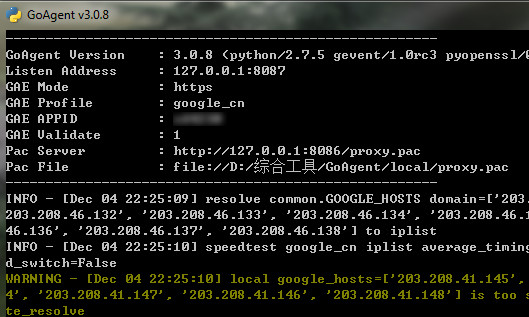 GoAgent v3.0.8
------------------------------------------------------
GoAgent Version : 3.0.8 (python/2.7.5 gevent/1.0rc3 pyopenssl/
Listen Address : 127.0.0.1:8087
GAE Mode : https
GAE Profile : google_cn
GAE APPID :
GAE Validate : 1
Pac Server : http://127.0.0.1:8086/proxy.pac
Pac File : file://D:/综合工具/GoAgent/local/proxy.pac
------------------------------------------------------
INFO - [Dec 04 22:25:09] resolve common.GOOGLE_HOSTS domain=['203.
203.208.46.132', '203.208.46.133', '203.208.46.134', '203.208.46.1
46.136', '203.208.46.137', '203.208.46.138'] to iplist
INFO - [Dec 04 22:25:10] speedtest google_cn iplist average_timing
d_switch=False
WARNING - [Dec 04 22:25:10] local google_hosts=['203.208.41.145',
4', '203.208.41.147', '203.208.41.146', '203.208.41.148'] is too s
te_resolve